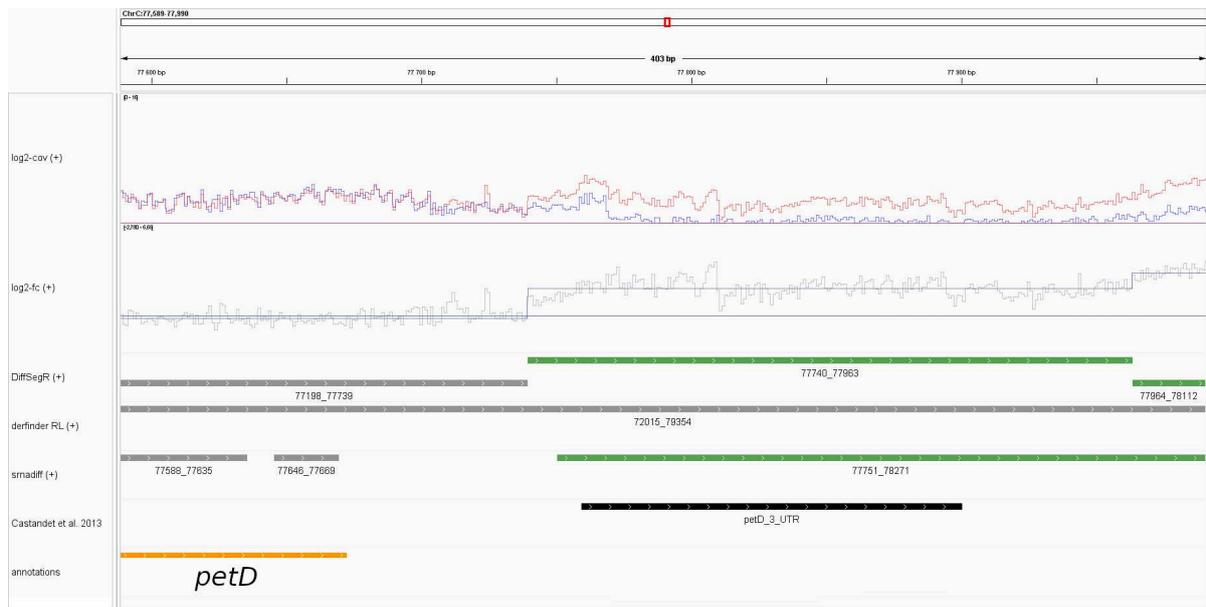 ChrC:77,589-77,990
403 bp
77 600 bp 77 700 bp 77 800 bp 77 900 bp
log2-cov (+)
log2-fc (+)
DiffSegR (+)
77740_77963
77198_77739
77964_78112
derfinder RL (+)
72015_79354
srnadiff (+)
77588_77635 77646_77669 77751_78271
Castandet et al. 2013
petD_3_UTR
annotations
petD